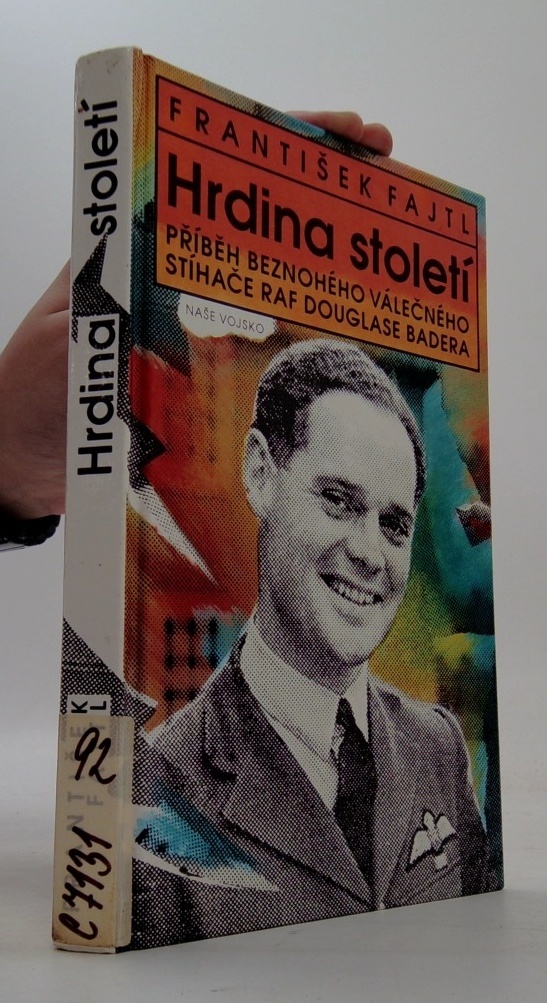 FRANTIŠEK FAJTL
Hrdina století
PŘÍBĚH BEZNOHÉHO VÁLEČNÉHO
STÍHAČE RAF DOUGLASE BADERA
NAŠE VOJSKO
Hrdina století
92
C 7131